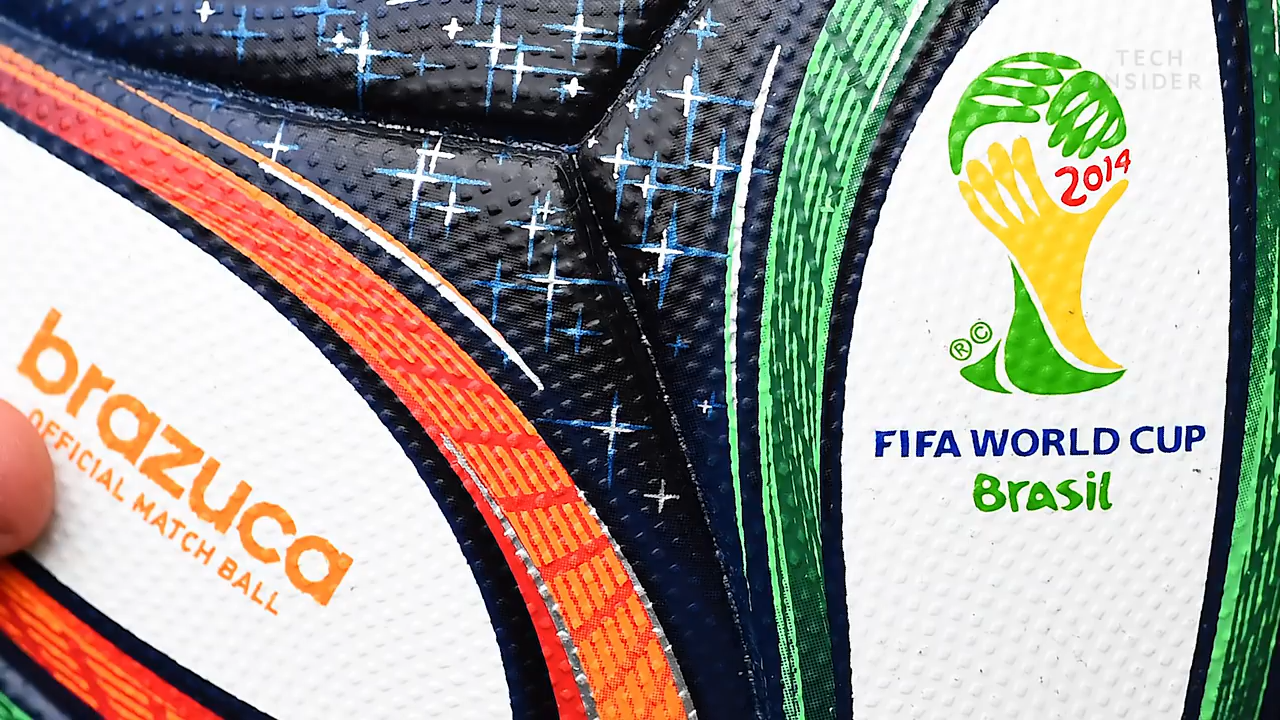 TECH
INSIDER
2014
® ©
FIFA WORLD CUP
Brasil
brazuca
OFFICIAL MATCH BALL